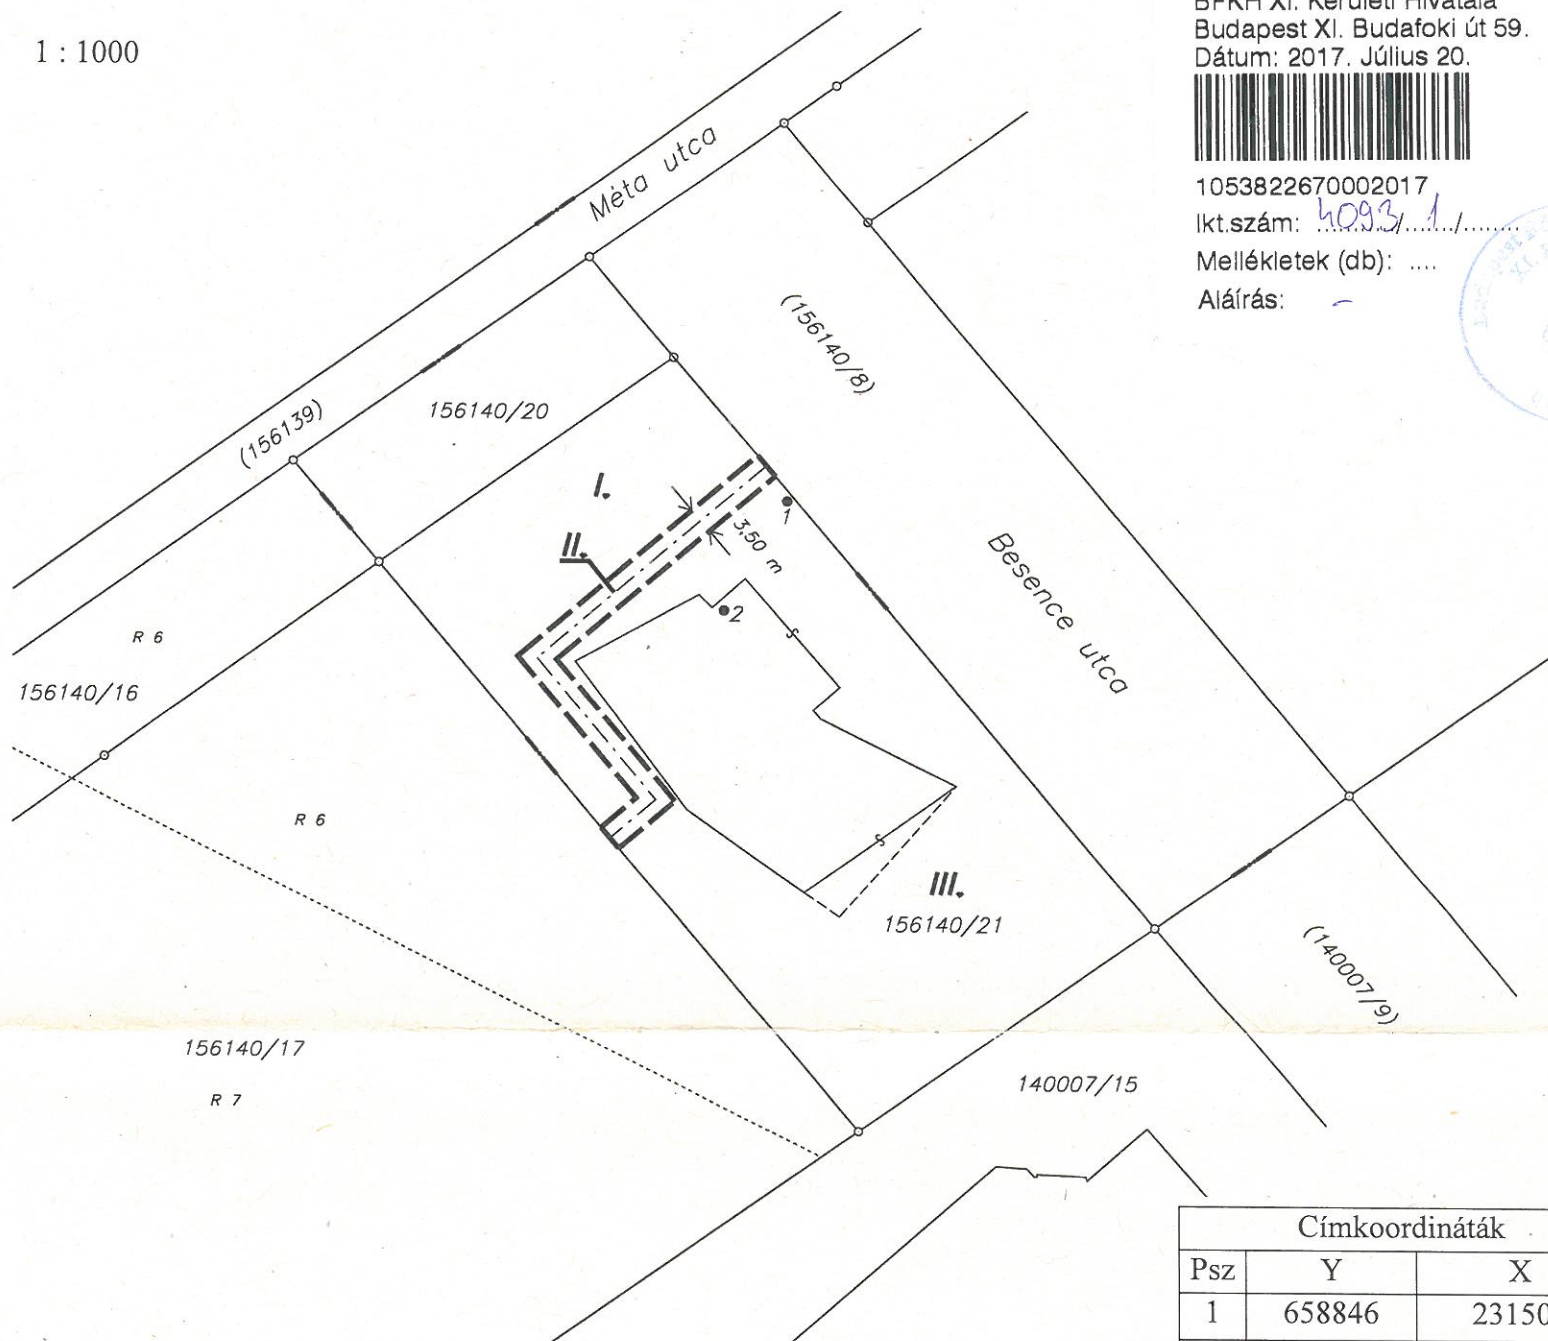 1 : 1000
BFKH XI. Kerületi Hivatala
Budapest XI. Budafoki út 59.
Dátum: 2017. Július 20.
1053822670002017
Ikt.szám: 4093/1/........
Mellékletek (db): ....
Aláírás: -
Méta utca
(156139)
156140/20
(156140/8)
I.
II.
3,50 m
1
2
Besence utca
R 6
156140/16
R 6
III.
156140/21
(140007/9)
156140/17
R 7
140007/15
Címkoordináták
Psz Y X
1 658846 23150